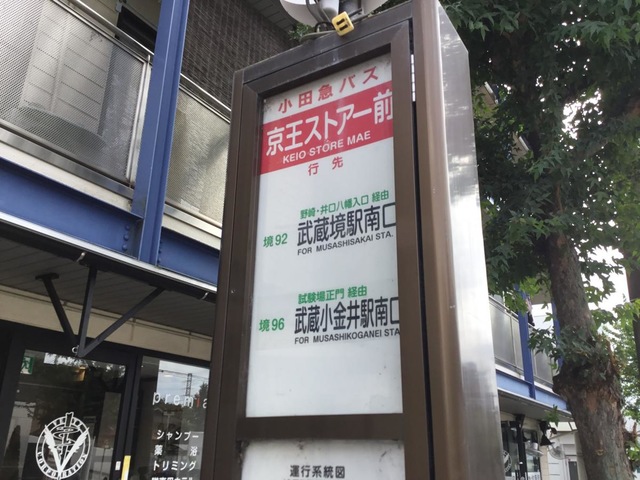 小田急バス
京王ストアー前
KEIO STORE MAE
行先
野崎・井口八幡入口 経由
境92 武蔵境駅南口
FOR MUSASHISAKAI STA.
試験場正門 経由
境96 武蔵小金井駅南口
FOR MUSASHIKOGANEI STA
運行系統図
premia
シャンプー
薬浴
トリミング